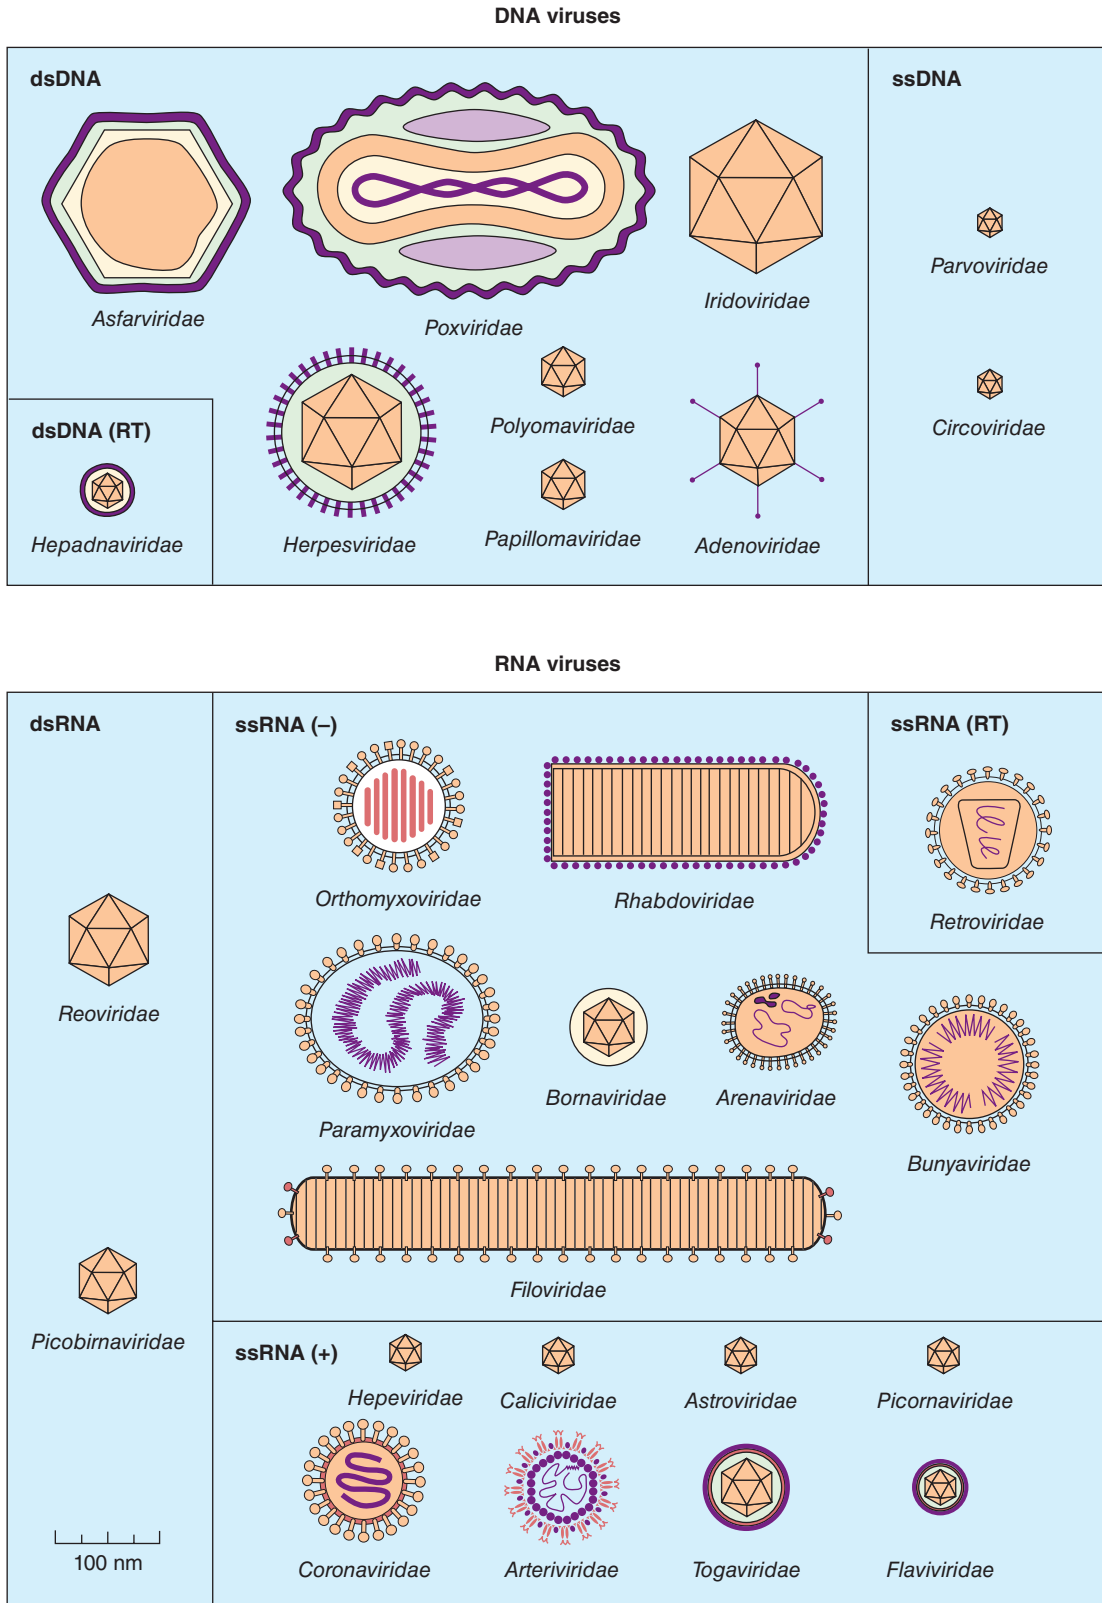 DNA viruses
dsDNA
ssDNA
Asfarviridae
Poxviridae
Iridoviridae
Parvoviridae
dsDNA (RT)
Hepadnaviridae
Herpesviridae
Polyomaviridae
Papillomaviridae
Adenoviridae
Circoviridae
RNA viruses
dsRNA
ssRNA (–)
ssRNA (RT)
Orthomyxoviridae
Rhabdoviridae
Retroviridae
Reoviridae
Paramyxoviridae
Bornaviridae
Arenaviridae
Bunyaviridae
Filoviridae
Picobirnaviridae
ssRNA (+)
Hepeviridae
Caliciviridae
Astroviridae
Picornaviridae
Coronaviridae
Arteriviridae
Togaviridae
Flaviviridae
100 nm